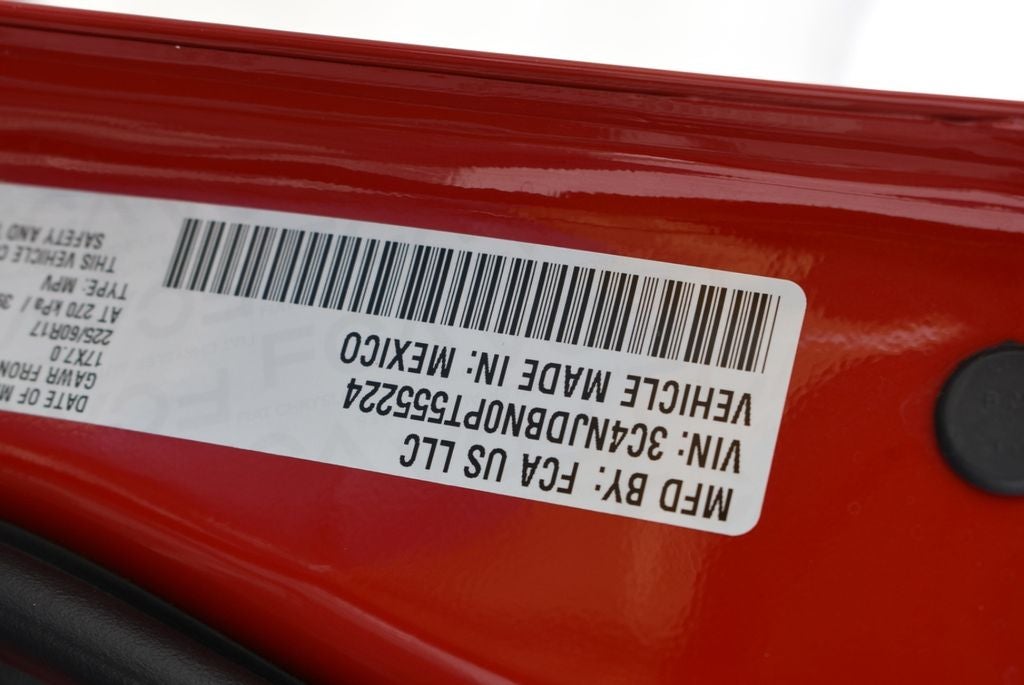 MFD BY: FCA US LLC
VIN: 3C4NJDBN0PT555224
VEHICLE MADE IN: MEXICO
DATE OF M
GAWR FRON
17X7.0
225/60R17
AT 270 kPa /
TYPE: MPV
THIS VEHICLE C
SAFETY AND